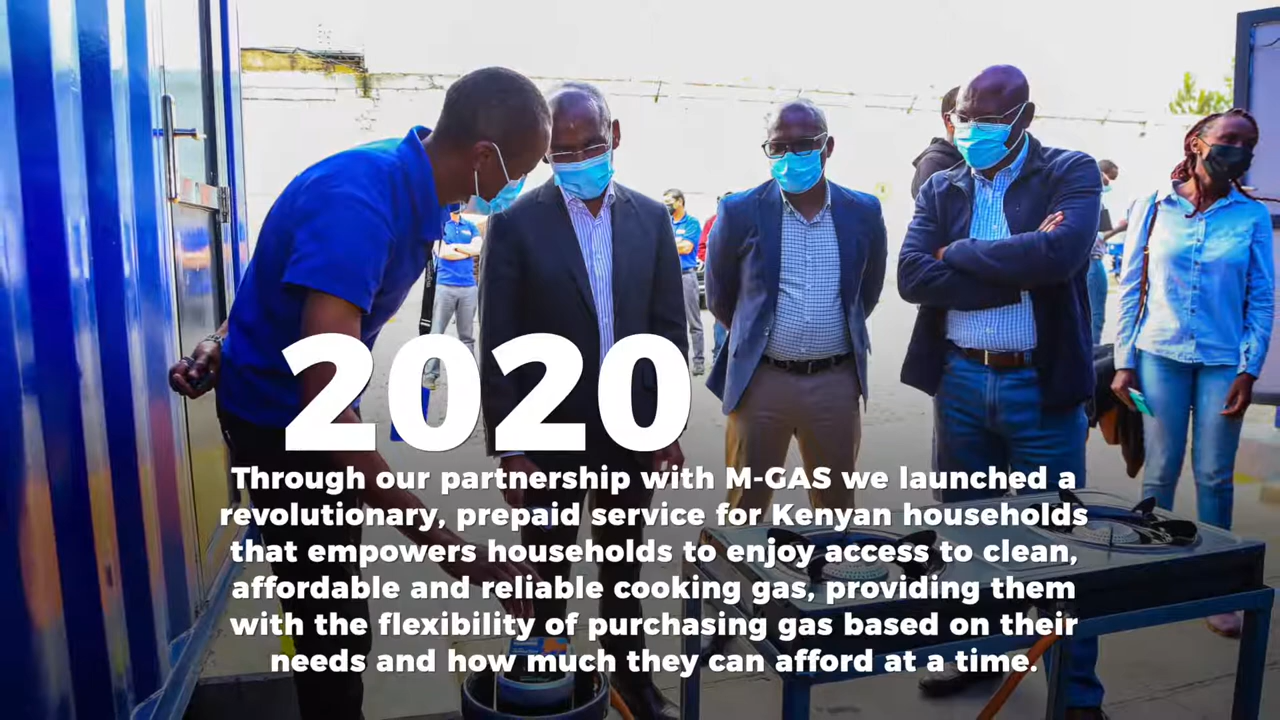 2020
Through our partnership with M-GAS we launched a
revolutionary, prepaid service for Kenyan households
that empowers households to enjoy access to clean,
affordable and reliable cooking gas, providing them
with the flexibility of purchasing gas based on their
needs and how much they can afford at a time.